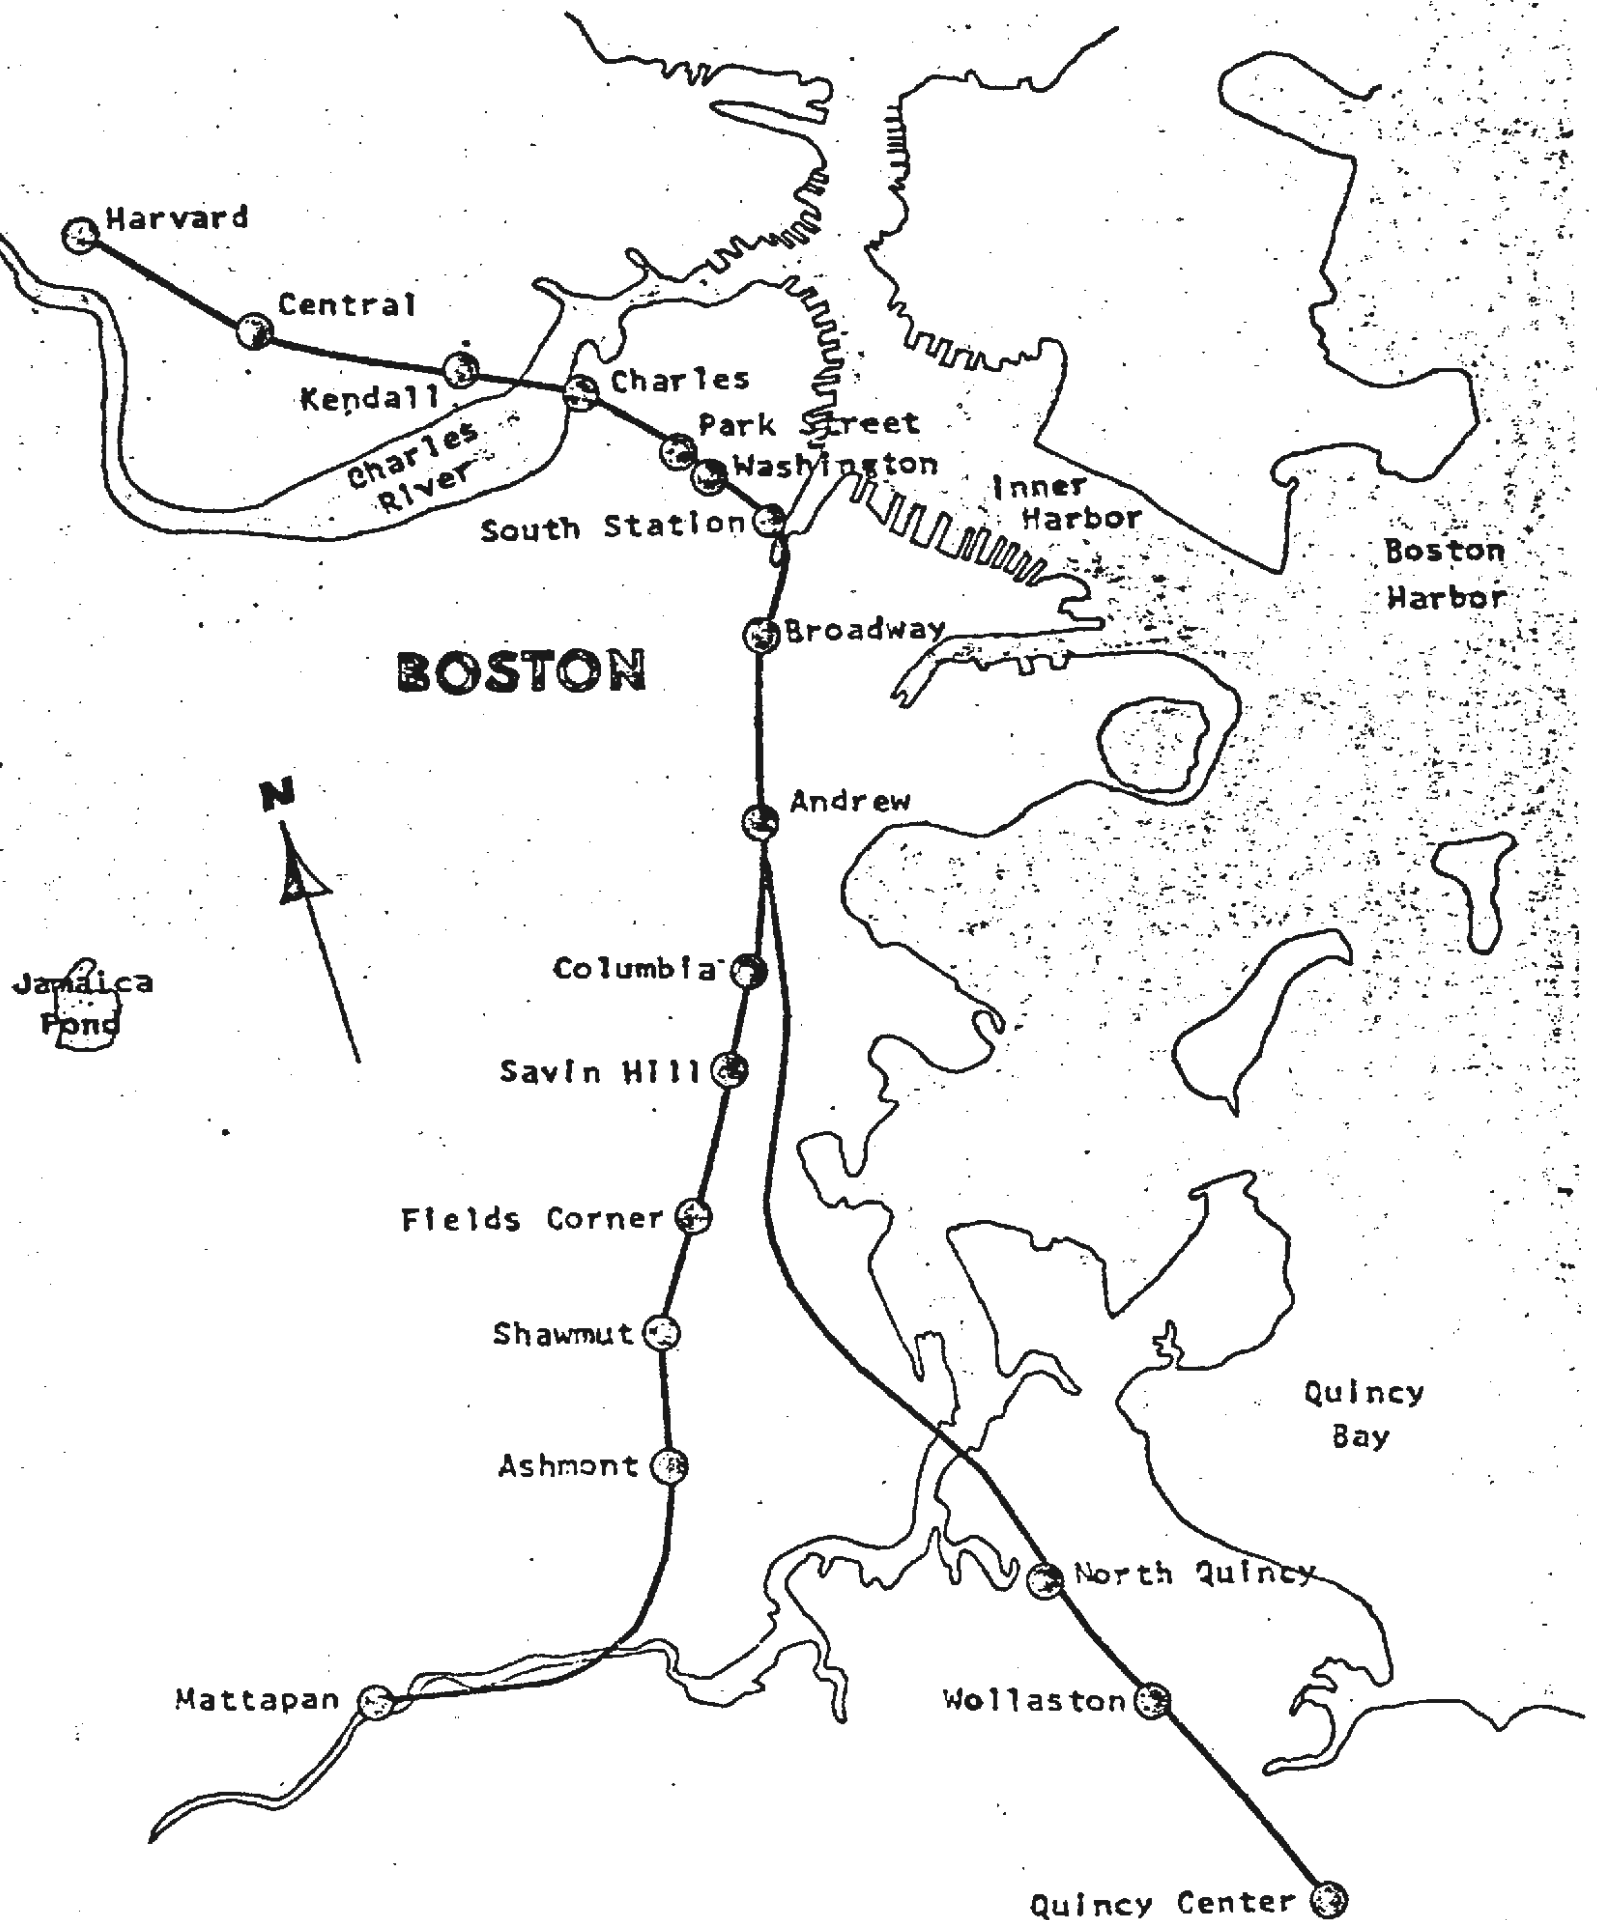 Harvard
Central
Kendall
Charles
Park Street
Washington
Charles
River
South Station
Inner
Harbor
Boston
Harbor
Broadway
BOSTON
N
Andrew
Columbia
Jamaica
Pond
Savin Hill
Fields Corner
Shawmut
Quincy
Bay
Ashmont
North Quincy
Mattapan
Wollaston
Quincy Center